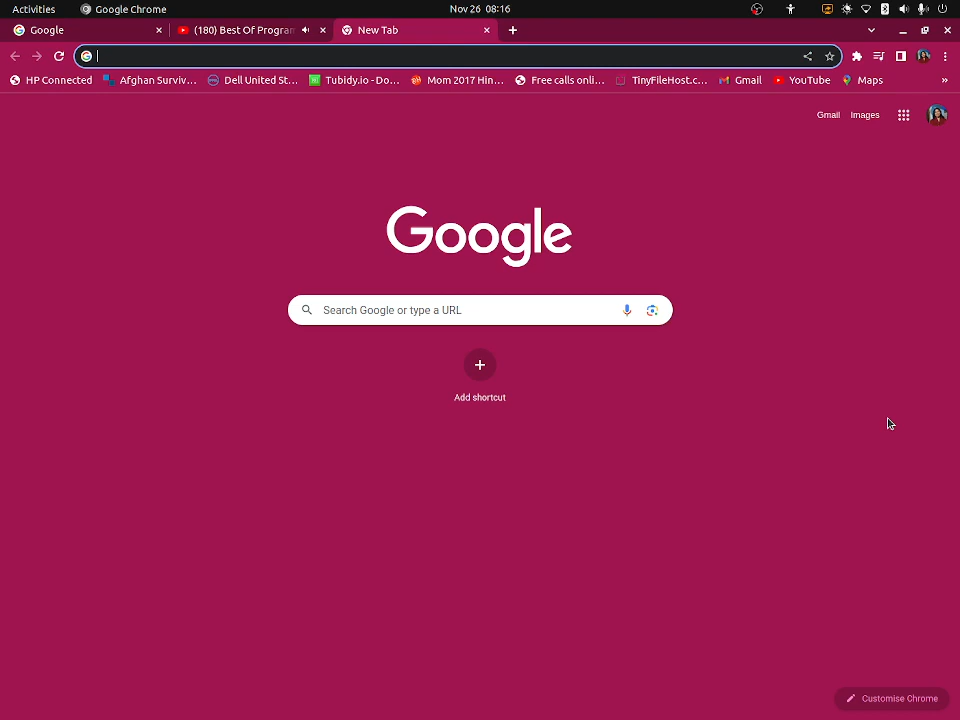 Activities Google Chrome Nov 26 08:16
Google (180) Best Of Program New Tab
HP Connected Afghan Surviv... Dell United St... Tubidy.io - Do... Mom 2017 Hin... Free calls onli... TinyFileHost.c... Gmail YouTube Maps »
Gmail Images
Google
Search Google or type a URL
Add shortcut
Customise Chrome